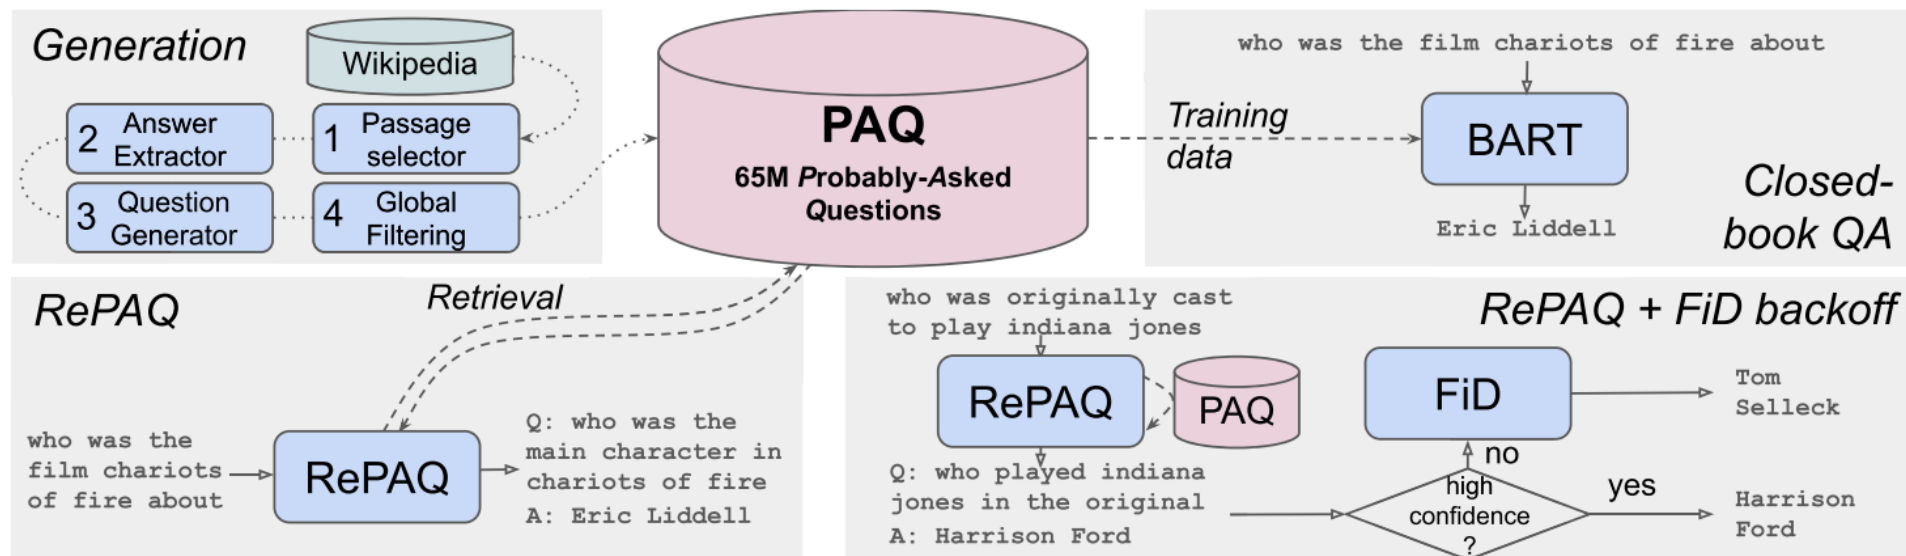 Generation
Wikipedia
2 Answer
Extractor
1 Passage
selector
3 Question
Generator
4 Global
Filtering
PAQ
65M Probably-Asked
Questions
Training
data
who was the film chariots of fire about
BART
Eric Liddell
Closed-
book QA
RePAQ
Retrieval
who was the
film chariots
of fire about
RePAQ
Q: who was the
main character in
chariots of fire
A: Eric Liddell
RePAQ + FiD backoff
who was originally cast
to play indiana jones
RePAQ
PAQ
Q: who played indiana
jones in the original
A: Harrison Ford
high
confidence
?
no
yes
FiD
Tom
Selleck
Harrison
Ford